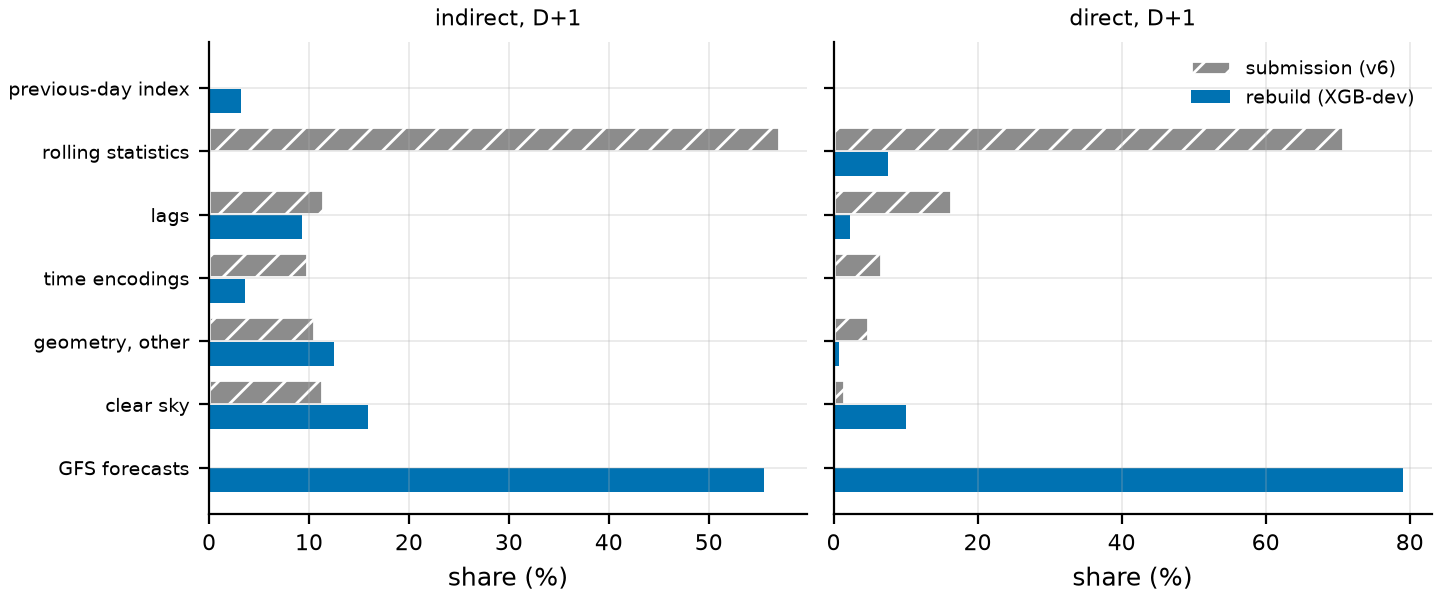 indirect, D+1
direct, D+1
submission (v6)
rebuild (XGB-dev)
previous-day index
rolling statistics
lags
time encodings
geometry, other
clear sky
GFS forecasts
0 10 20 30 40 50
0 20 40 60 80
share (%)
share (%)